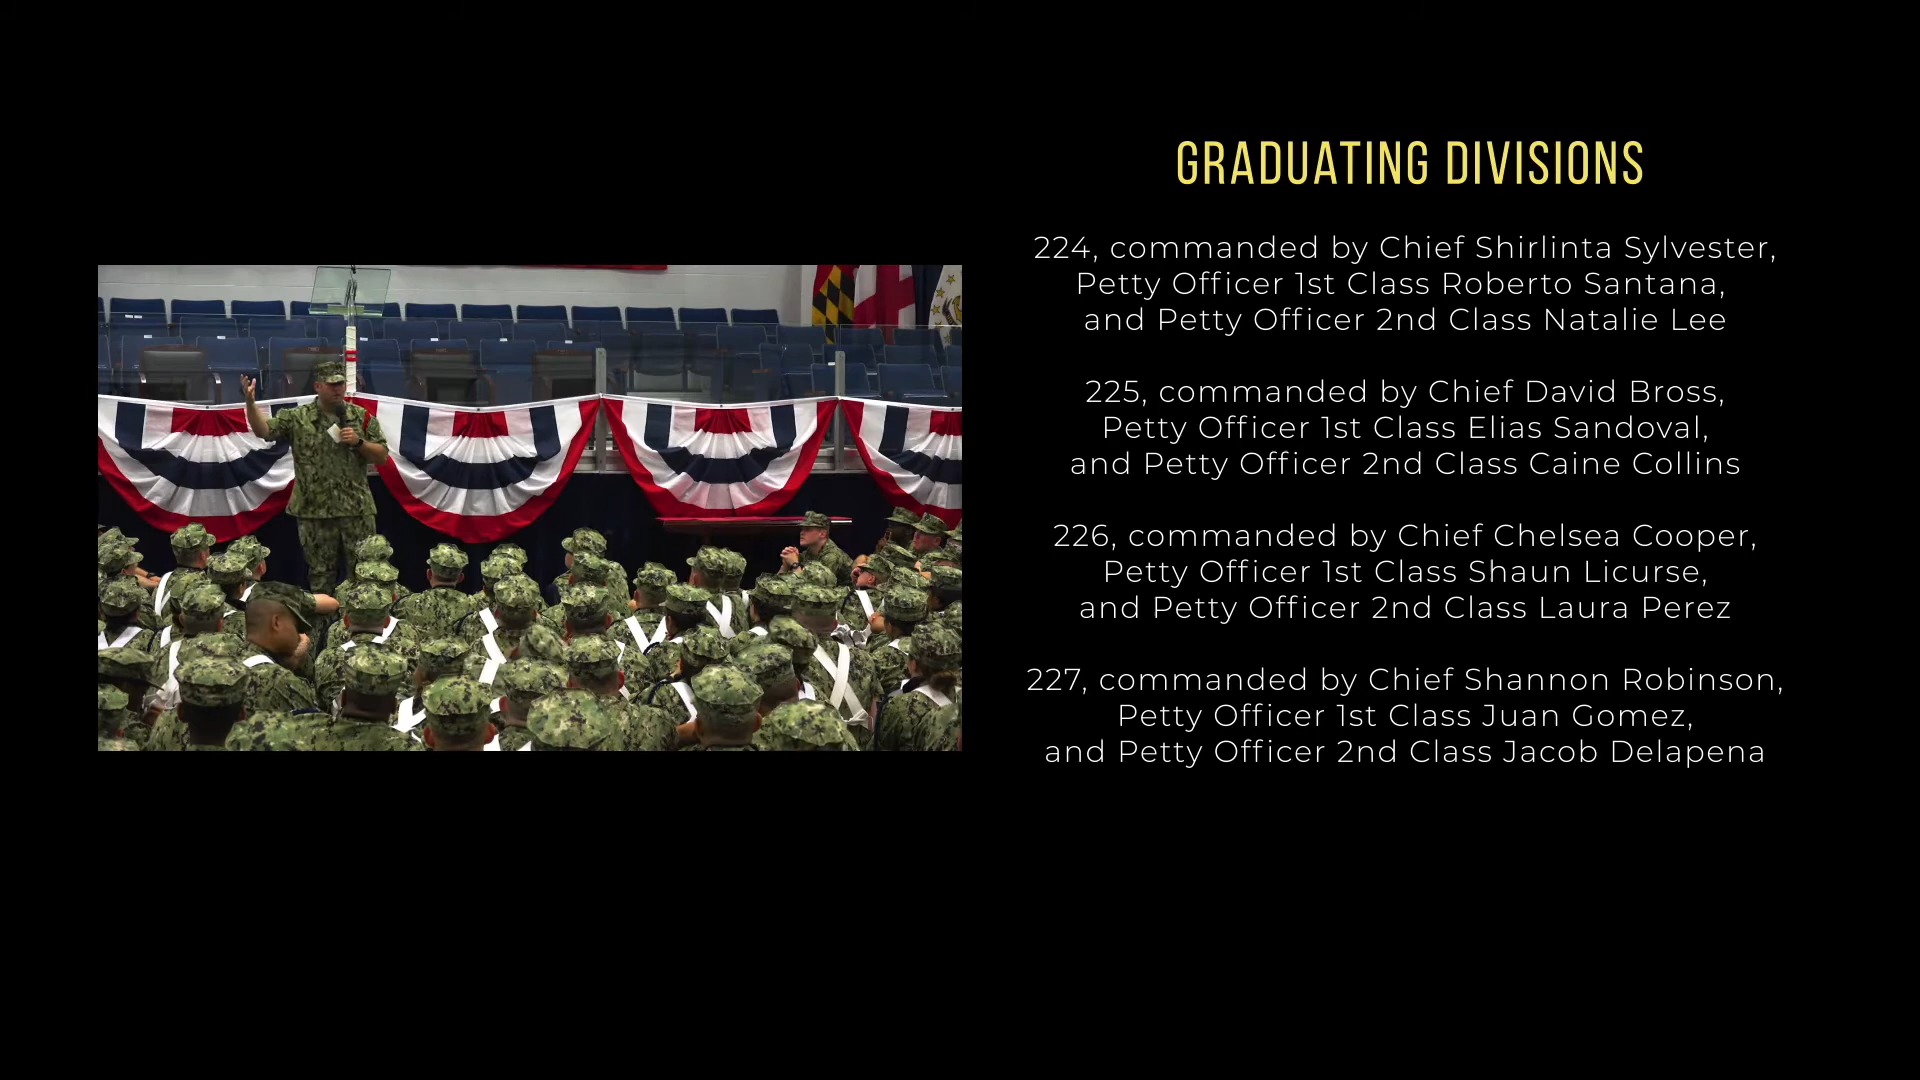 GRADUATING DIVISIONS
224, commanded by Chief Shirlinta Sylvester,
Petty Officer 1st Class Roberto Santana,
and Petty Officer 2nd Class Natalie Lee
225, commanded by Chief David Bross,
Petty Officer 1st Class Elias Sandoval,
and Petty Officer 2nd Class Caine Collins
226, commanded by Chief Chelsea Cooper,
Petty Officer 1st Class Shaun Licurse,
and Petty Officer 2nd Class Laura Perez
227, commanded by Chief Shannon Robinson,
Petty Officer 1st Class Juan Gomez,
and Petty Officer 2nd Class Jacob Delapena